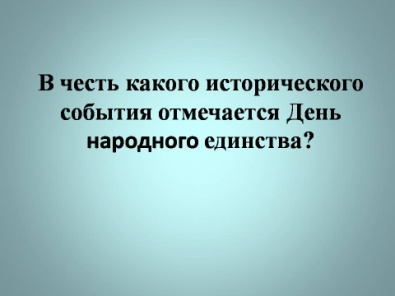 В честь какого исторического
события отмечается День
народного единства?